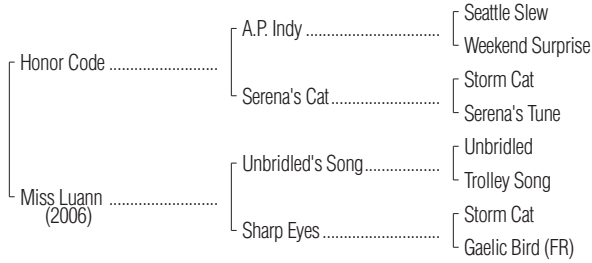 Seattle Slew
A.P. Indy ..............................
Weekend Surprise
Honor Code ........................
Storm Cat
Serena's Cat........................
Serena's Tune
Unbridled
Unbridled's Song.................
Trolley Song
Miss Luann ........................
(2006)
Storm Cat
Sharp Eyes..........................
Gaelic Bird (FR)